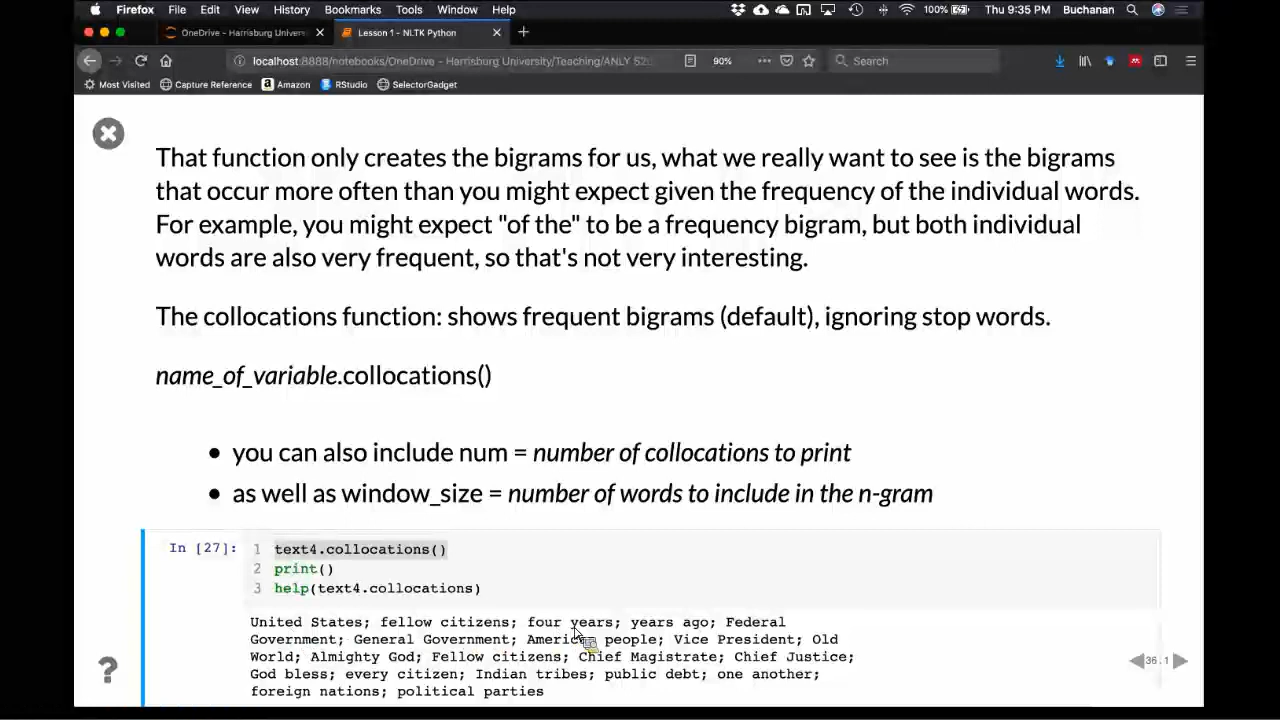 Firefox File Edit View History Bookmarks Tools Window Help 100% Thu 9:35 PM Buchanan
OneDrive - Harrisburg Univers Lesson 1 - NLTK Python
localhost:8888/notebooks/OneDrive - Harrisburg University/Teaching/ANLY 52 90% Search
Most Visited Capture Reference Amazon RStudio SelectorGadget
That function only creates the bigrams for us, what we really want to see is the bigrams
that occur more often than you might expect given the frequency of the individual words.
For example, you might expect "of the" to be a frequency bigram, but both individual
words are also very frequent, so that's not very interesting.
The collocations function: shows frequent bigrams (default), ignoring stop words.
name_of_variable.collocations()
• you can also include num = number of collocations to print
• as well as window_size = number of words to include in the n-gram
In [27]: 1 text4.collocations()
2 print()
3 help(text4.collocations)
United States; fellow citizens; four years; years ago; Federal
Government; General Government; American people; Vice President; Old
World; Almighty God; Fellow citizens; Chief Magistrate; Chief Justice;
God bless; every citizen; Indian tribes; public debt; one another;
foreign nations; political parties
36.1
?